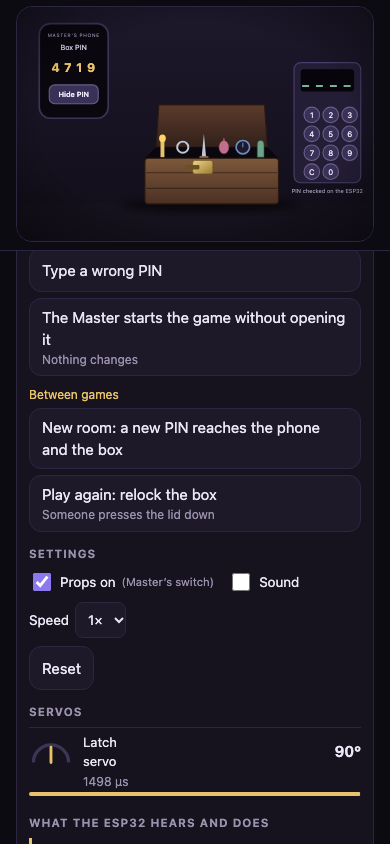 MASTER'S PHONE
Box PIN
4719
Hide PIN
1 2 3
4 5 6
7 8 9
C 0
PIN checked on the ESP32
Type a wrong PIN
The Master starts the game without opening
it
Nothing changes
Between games
New room: a new PIN reaches the phone
and the box
Play again: relock the box
Someone presses the lid down
SETTINGS
Props on (Master's switch) Sound
Speed 1×
Reset
SERVOS
Latch
servo
90°
1498 µs
WHAT THE ESP32 HEARS AND DOES